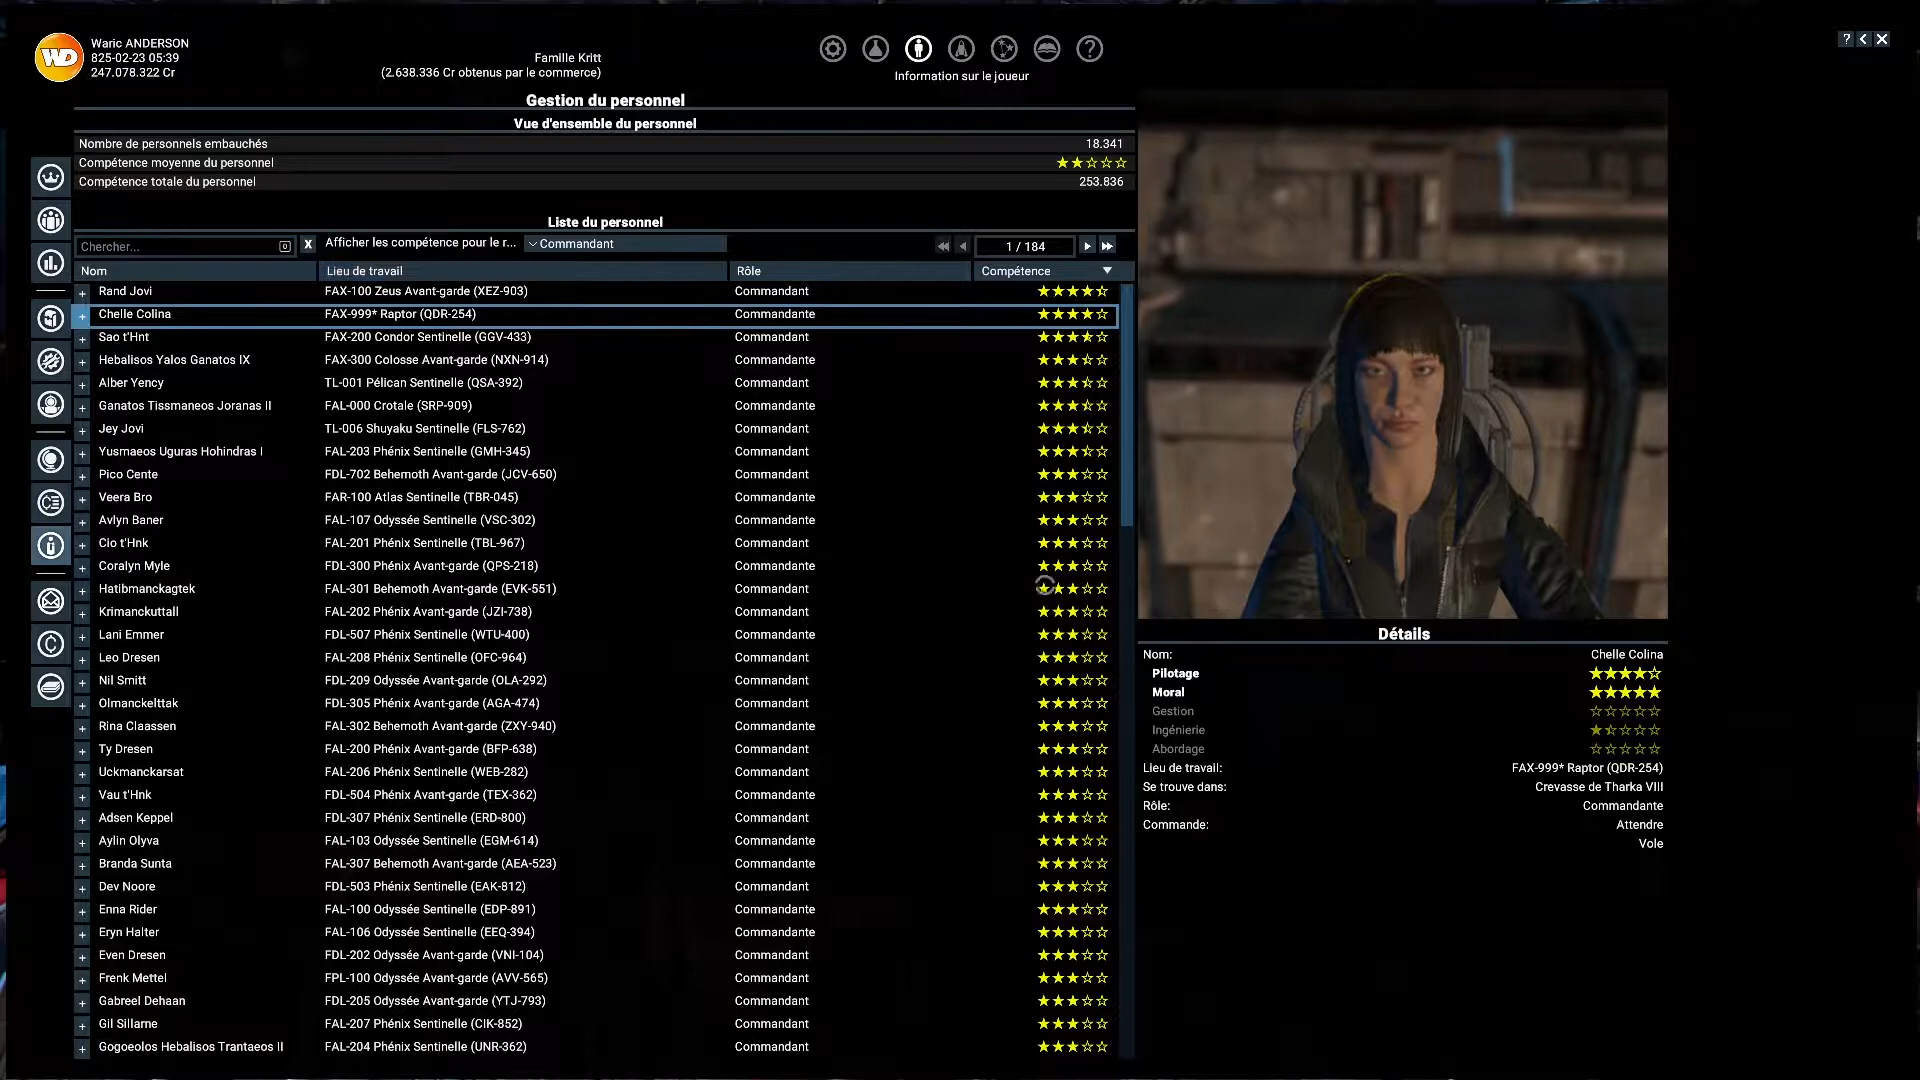 WD
Waric ANDERSON
825-02-23 05:39
247.078.322 Cr
Famille Kritt
(2.638.336 Cr obtenus par le commerce)
Information sur le joueur
Gestion du personnel
Vue d'ensemble du personnel
Nombre de personnels embauchés 18.341
Compétence moyenne du personnel ★★☆☆☆
Compétence totale du personnel 253.836
Liste du personnel
Chercher... X Afficher les compétence pour le r... Commandant 1 / 184
Nom Lieu de travail Rôle Compétence
+ Rand Jovi FAX-100 Zeus Avant-garde (XEZ-903) Commandant
+ Chelle Colina FAX-999* Raptor (QDR-254) Commandante
+ Sao t'Hnt FAX-200 Condor Sentinelle (GGV-433) Commandant
+ Hebalisos Yalos Ganatos IX FAX-300 Colosse Avant-garde (NXN-914) Commandante
+ Alber Yency TL-001 Pélican Sentinelle (QSA-392) Commandant
+ Ganatos Tissmaneos Joranas II FAL-000 Crotale (SRP-909) Commandante
+ Jey Jovi TL-006 Shuyaku Sentinelle (FLS-762) Commandant
+ Yusmaeos Uguras Hohindras I FAL-203 Phénix Sentinelle (GMH-345) Commandant
+ Pico Cente FDL-702 Behemoth Avant-garde (JCV-650) Commandant
+ Veera Bro FAR-100 Atlas Sentinelle (TBR-045) Commandante
+ Avlyn Baner FAL-107 Odyssée Sentinelle (VSC-302) Commandante
+ Cio t'Hnk FAL-201 Phénix Sentinelle (TBL-967) Commandant
+ Coralyn Myle FDL-300 Phénix Sentinelle (QPS-218) Commandante
+ Hatibmanckagtek FAL-301 Behemoth Avant-garde (EVK-551) Commandant
+ Krimanckuttall FAL-202 Phénix Avant-garde (JZI-738) Commandant
+ Lani Emmer FDL-507 Phénix Sentinelle (WTU-400) Commandante
+ Leo Dresen FAL-208 Phénix Sentinelle (OFC-964) Commandant
+ Nil Smitt FDL-209 Odyssée Avant-garde (OLA-292) Commandant
+ Olmanckelttak FDL-305 Phénix Avant-garde (AGA-474) Commandant
+ Rina Claassen FAL-302 Behemoth Avant-garde (ZXY-940) Commandante
+ Ty Dresen FAL-200 Phénix Avant-garde (BFP-638) Commandant
+ Uckmanckarsat FAL-206 Phénix Sentinelle (WEB-282) Commandant
+ Vau t'Hnk FDL-504 Phénix Avant-garde (TEX-362) Commandant
+ Adsen Keppel FDL-307 Phénix Sentinelle (ERD-800) Commandant
+ Aylin Olyva FAL-103 Odyssée Sentinelle (EGM-614) Commandante
+ Branda Sunta FAL-307 Behemoth Avant-garde (AEA-523) Commandante
+ Dev Noore FDL-503 Phénix Sentinelle (EAK-812) Commandant
+ Enna Rider FAL-100 Odyssée Sentinelle (EDP-891) Commandante
+ Eryn Halter FAL-106 Odyssée Sentinelle (EEQ-394) Commandante
+ Even Dresen FDL-202 Odyssée Avant-garde (VNI-104) Commandant
+ Frenk Mettel FPL-100 Odyssée Avant-garde (AVV-565) Commandant
+ Gabreel Dehaan FDL-205 Odyssée Avant-garde (YTJ-793) Commandant
+ Gil Sillarne FAL-207 Phénix Sentinelle (CIK-852) Commandant
+ Gogoeolos Hebalisos Trantaeos II FAL-204 Phénix Sentinelle (UNR-362) Commandant
Détails
Nom: Chelle Colina
Pilotage ★★★★☆
Moral ★★★★★
Gestion ☆☆☆☆☆
Ingénierie
Abordage ☆☆☆☆☆
Lieu de travail: FAX-999* Raptor (QDR-254)
Se trouve dans: Crevasse de Tharka VIII
Rôle: Commandante
Commande: Attendre
Vole